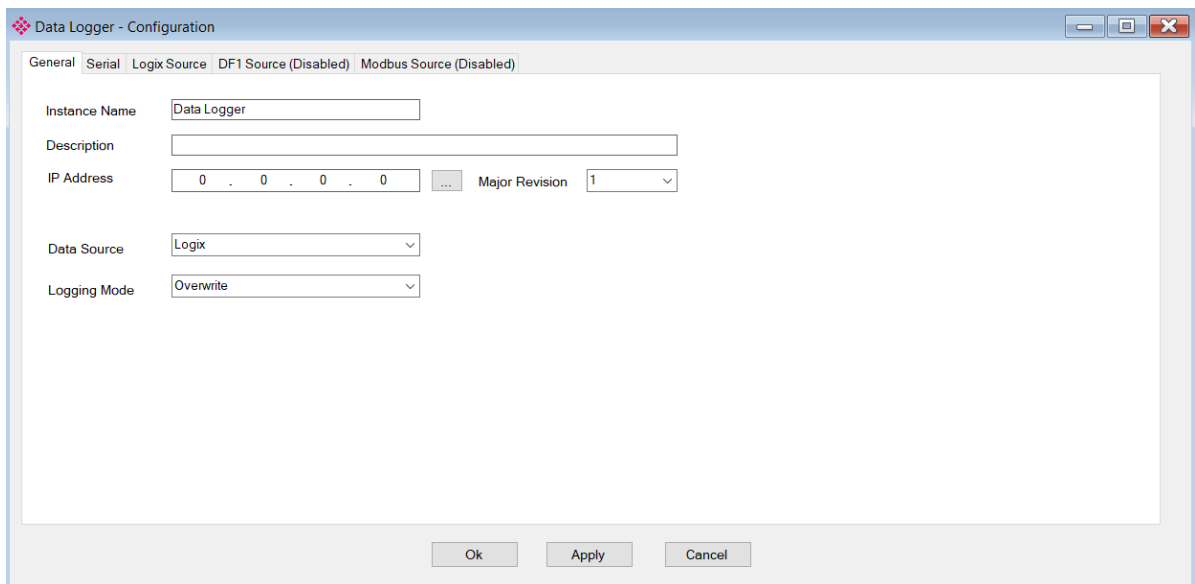 Data Logger - Configuration
General Serial Logix Source DF1 Source (Disabled) Modbus Source (Disabled)
Instance Name Data Logger
Description
IP Address 0 . 0 . 0 . 0 ... Major Revision 1
Data Source Logix
Logging Mode Overwrite
Ok Apply Cancel